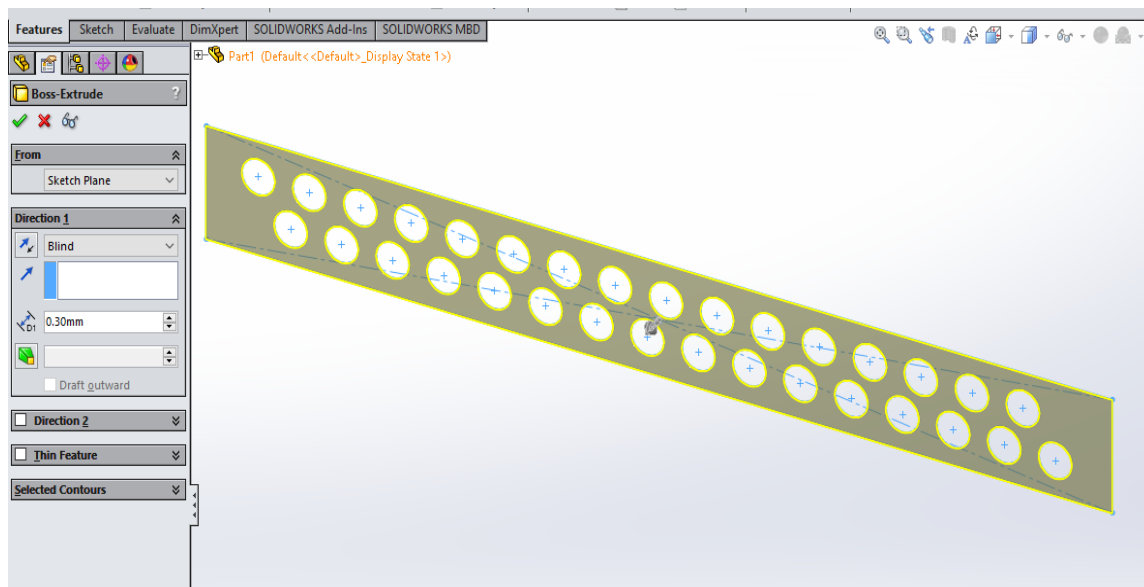 Features Sketch Evaluate DimXpert SOLIDWORKS Add-Ins SOLIDWORKS MBD
Part1 (Default<<Default>_Display State 1>)
Boss-Extrude ?
From
Sketch Plane
Direction 1
Blind
D1 0.30mm
Draft outward
Direction 2
Thin Feature
Selected Contours